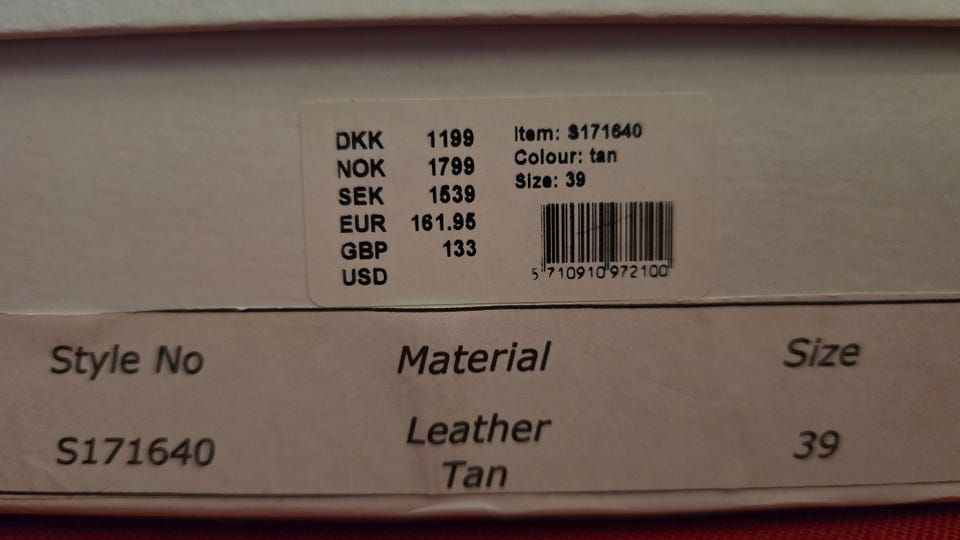 DKK 1199
NOK 1799
SEK 1539
EUR 161.95
GBP 133
USD
Item: S171640
Colour: tan
Size: 39
5 710910 972100
Style No Material Size
S171640 Leather 39
Tan